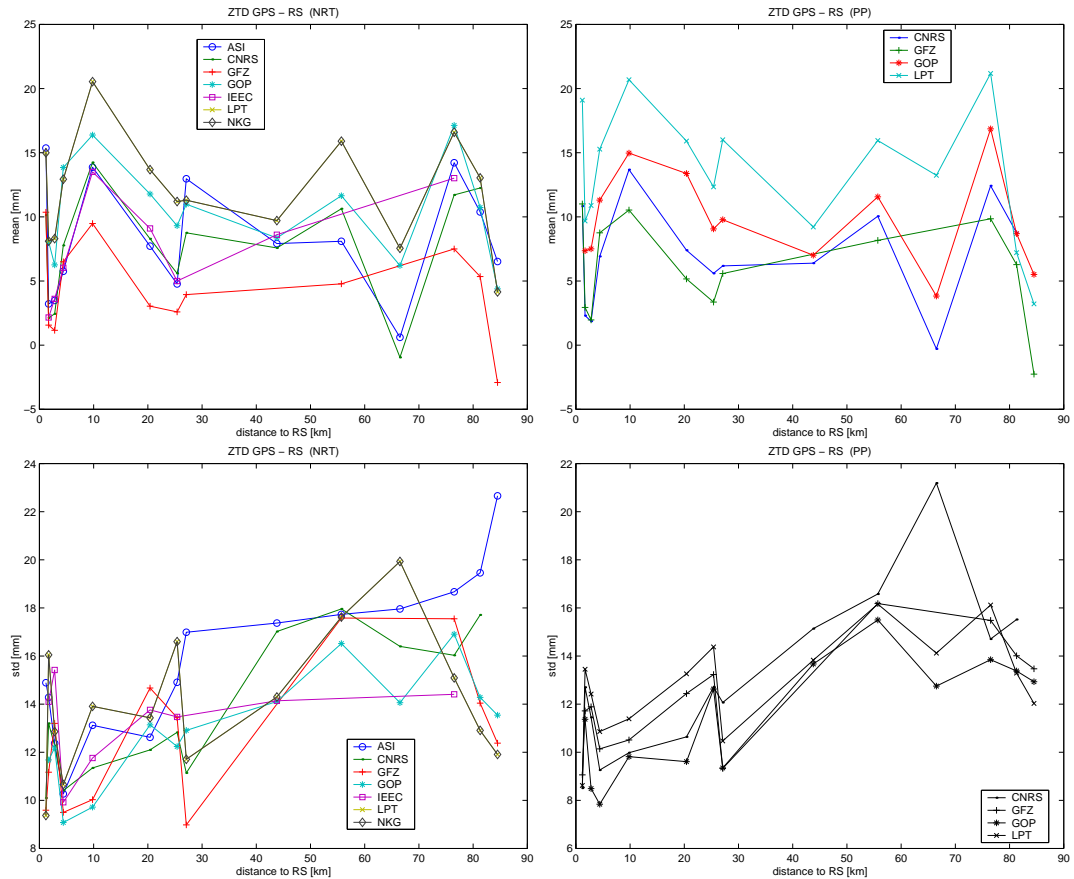 ZTD GPS − RS (NRT)
25
20
15
10
5
0
−5
mean [mm]
ASI
CNRS
GFZ
GOP
IEEC
LPT
NKG
0 10 20 30 40 50 60 70 80 90
distance to RS [km]
ZTD GPS − RS (PP)
25
20
15
10
5
0
−5
mean [mm]
CNRS
GFZ
GOP
LPT
0 10 20 30 40 50 60 70 80 90
distance to RS [km]
ZTD GPS − RS (NRT)
24
22
20
18
16
14
12
10
8
std [mm]
ASI
CNRS
GFZ
GOP
IEEC
LPT
NKG
0 10 20 30 40 50 60 70 80 90
distance to RS [km]
ZTD GPS − RS (PP)
22
20
18
16
14
12
10
8
6
std [mm]
CNRS
GFZ
GOP
LPT
0 10 20 30 40 50 60 70 80 90
distance to RS [km]